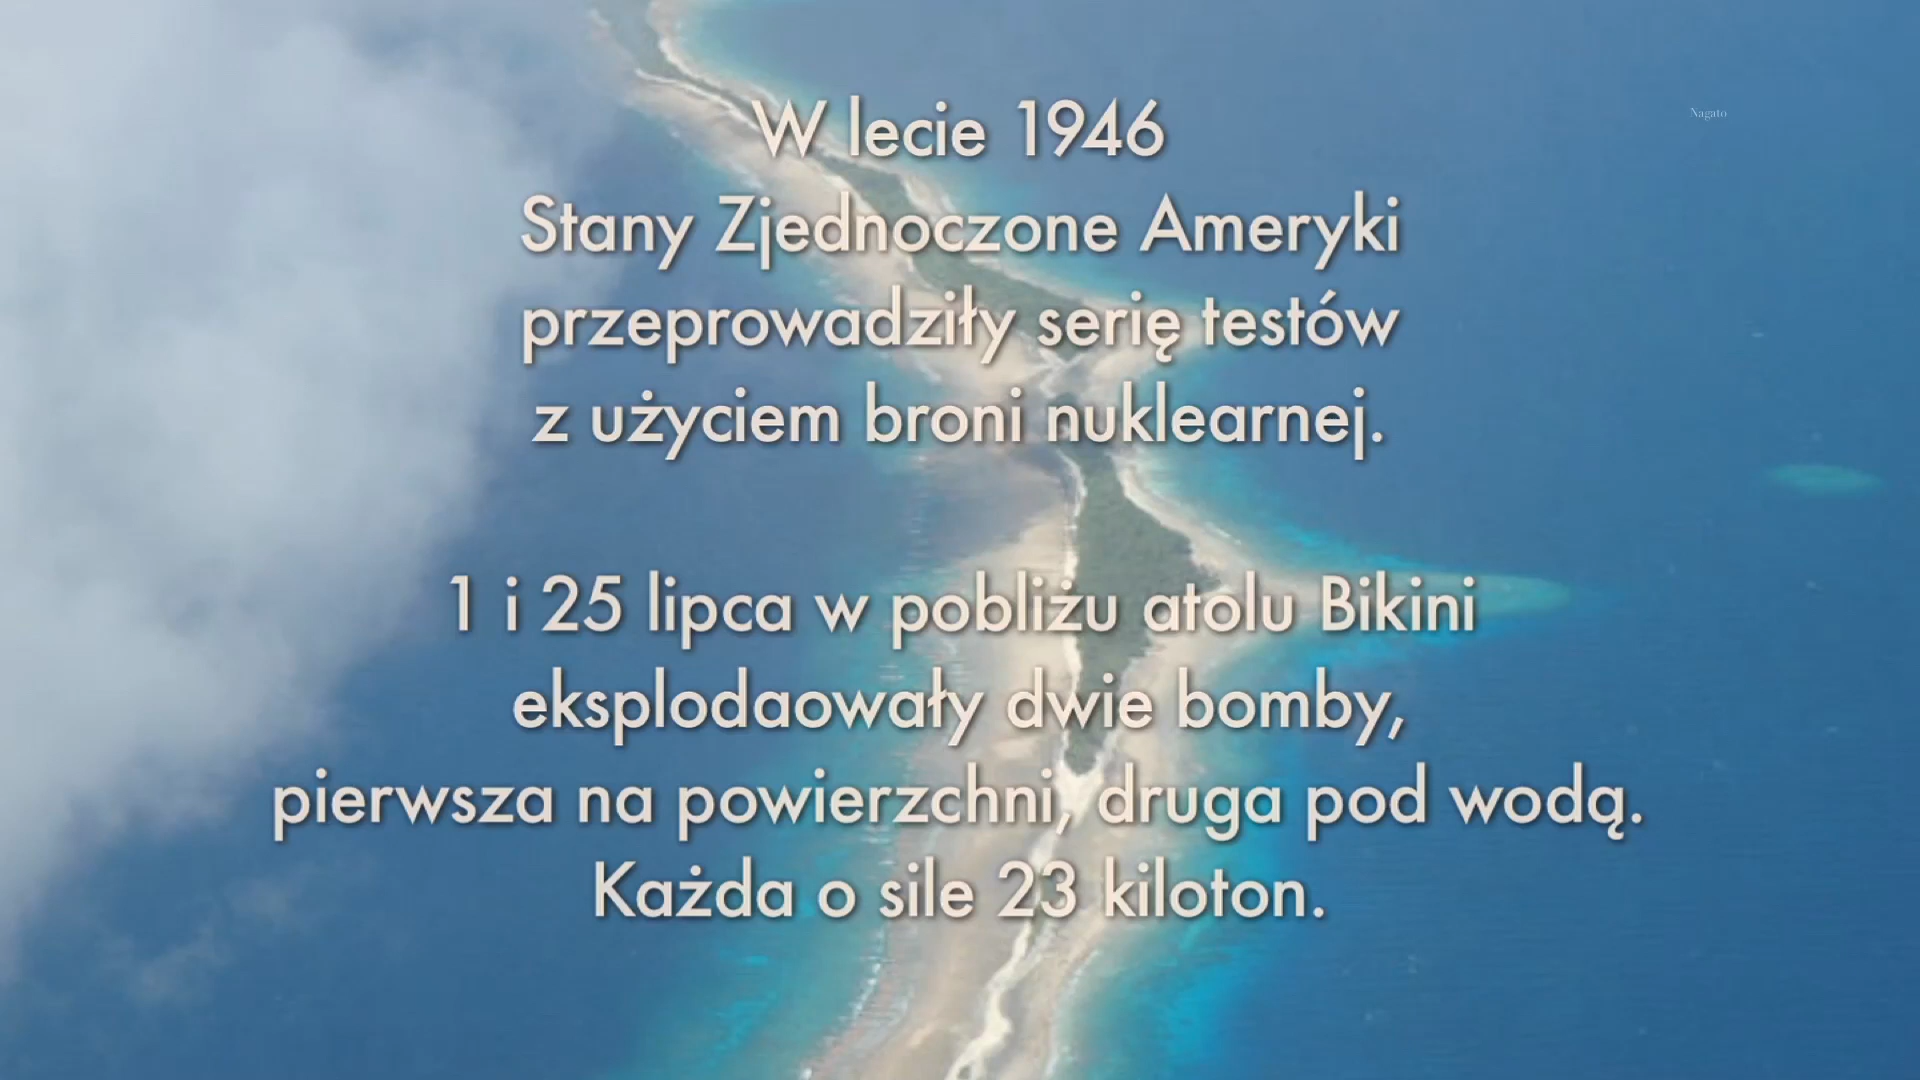 Nagato
W lecie 1946
Stany Zjednoczone Ameryki
przeprowadziły serię testów
z użyciem broni nuklearnej.
1 i 25 lipca w pobliżu atolu Bikini
eksplodaowały dwie bomby,
pierwsza na powierzchni, druga pod wodą.
Każda o sile 23 kiloton.